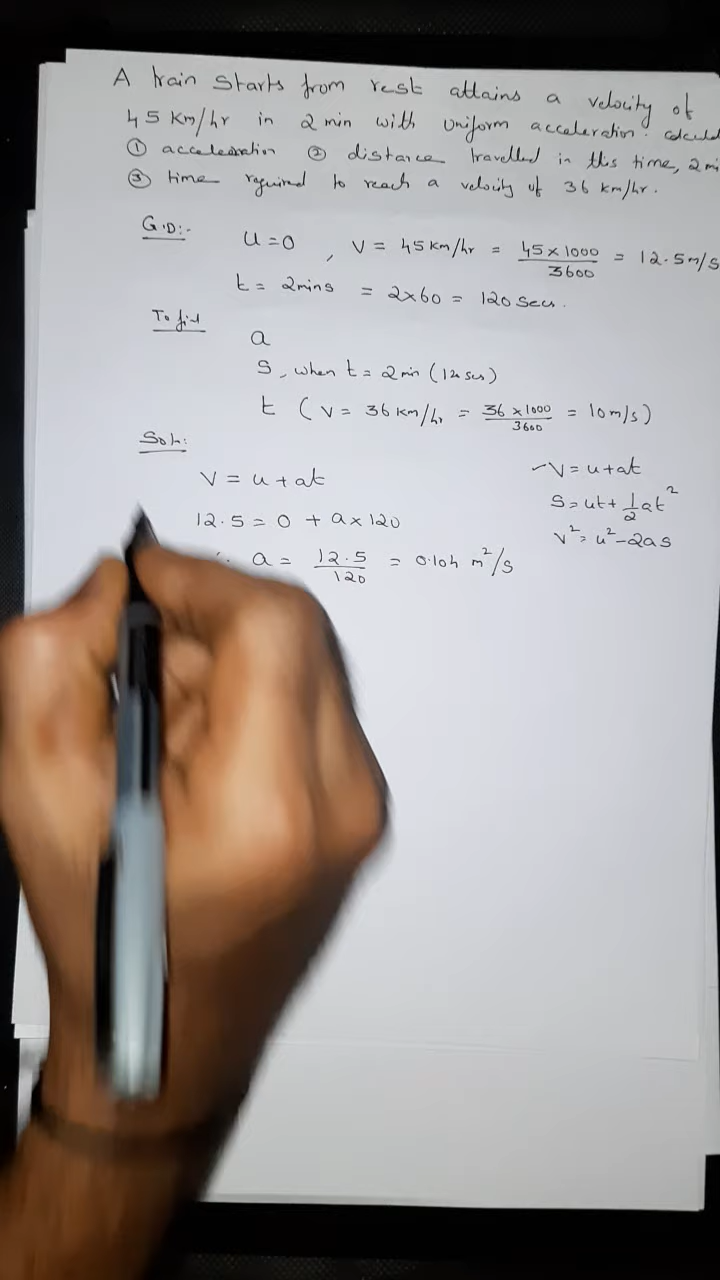 A train starts from rest attains a velocity of
45 Km/hr in 2 min with uniform acceleration.
① acceleration ② distance travelled in this time, 2 mi
③ time required to reach a velocity of 36 km/hr.
G.D:-
u=0 , V = 45 km/hr = 45 x 1000 / 3600 = 12.5 m/s
t = 2mins = 2x60 = 120 secs.
To find
a
S, when t = 2 min (120 secs)
t ( V = 36 km/hr = 36 x 1000 / 3600 = 10 m/s )
Soln:
V = u + at
12.5 = 0 + a x 120
a = 12.5 / 120 = 0.104 m²/s
✓V = u+at
S = ut + 1/2 at²
V² = u² - 2as